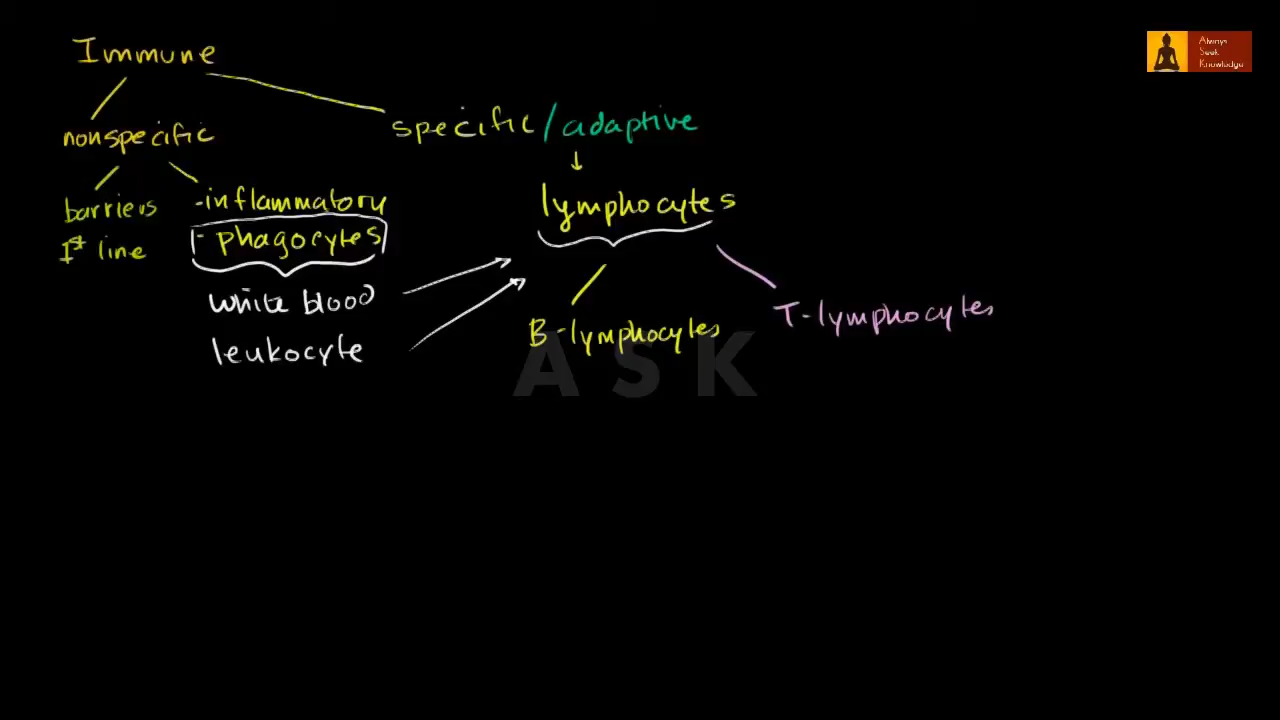 Immune
nonspecific
specific/adaptive
barriers
1st line
-inflammatory
- phagocytes
white blood
leukocyte
lymphocytes
B-lymphocytes
T-lymphocytes
ASK
Always
Seek
Knowledge